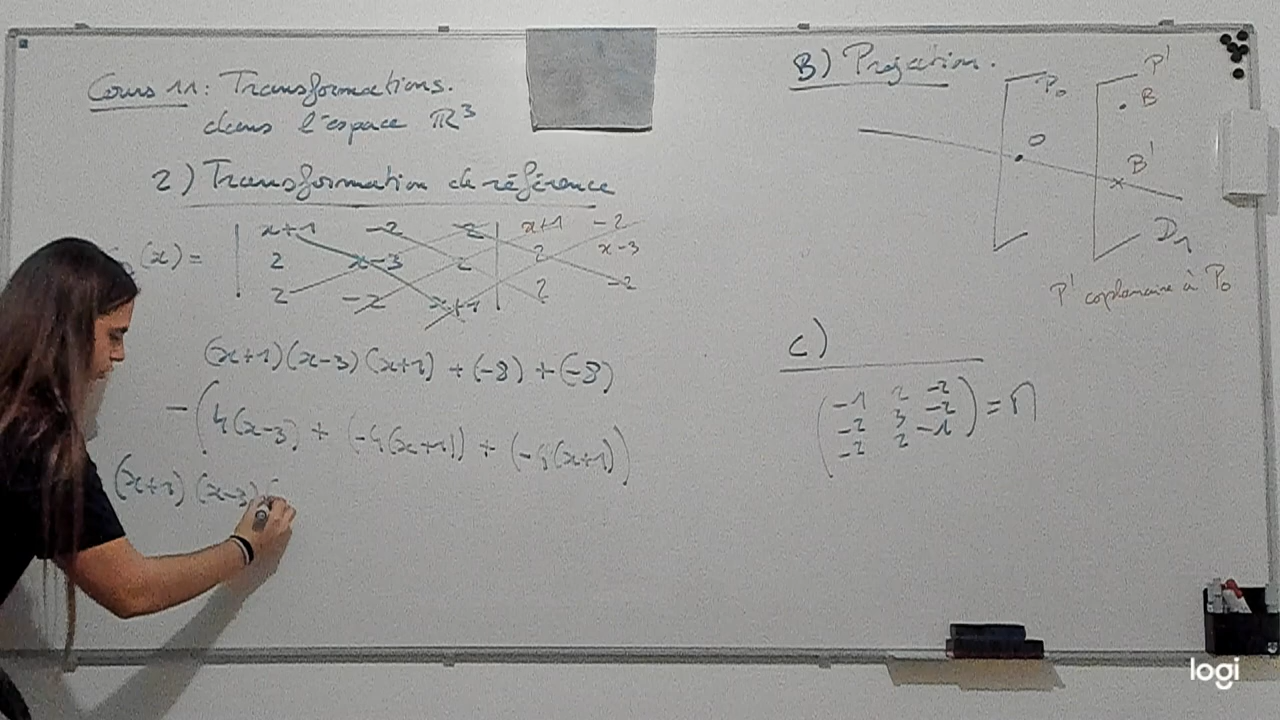 Cours 11: Transformations.
dans l'espace ℝ³
2) Transformation de référence
(x) =
x+1 -2 -2 x+1 -2
2 x-3 2 2 x-3
2 -2 x+1 2 -2
(x+1)(x-3)(x+1) + (-8) + (-8)
- (4(x-3) + (-4(x+1)) + (-4(x+1))
(x+1) (x-3) (
B) Projection.
P₀
P'
B
O
B'
D₁
P' coplanaire à P₀
C)
-1 2 -2
-2 3 -2 = M
-2 2 -1
logi